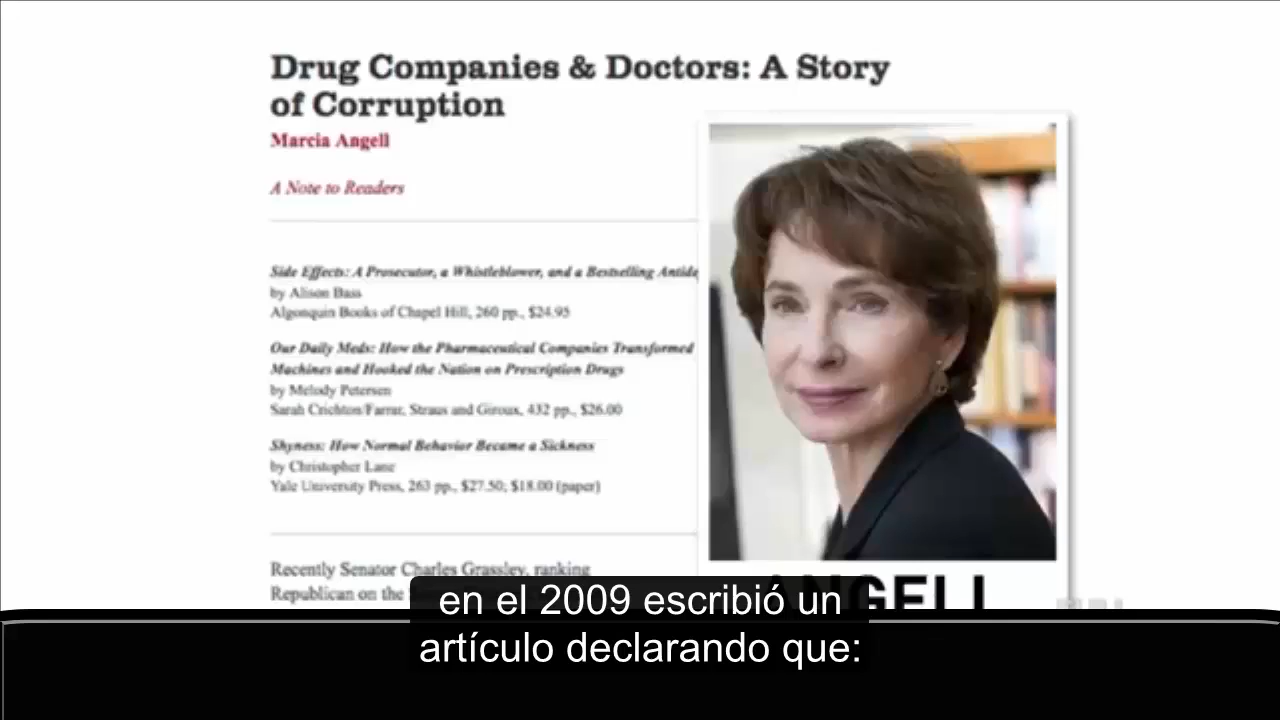 Drug Companies & Doctors: A Story
of Corruption
Marcia Angell
A Note to Readers
Side Effects: A Prosecutor, a Whistleblower, and a Bestselling
by Alison Bass
Algonquin Books of Chapel Hill, 260 pp., $24.95
Our Daily Meds: How the Pharmaceutical Companies Transformed
Machines and Hooked the Nation on Prescription Drugs
by Melody Petersen
Sarah Crichton/Farrar, Straus and Giroux, 432 pp., $26.00
Shyness: How Normal Behavior Became a Sickness
by Christopher Lane
Yale University Press, 263 pp., $27.50; $18.00 (paper)
Recently Senator Charles Grassley, ranking
Republican on the
ANGELL
en el 2009 escribió un
artículo declarando que: